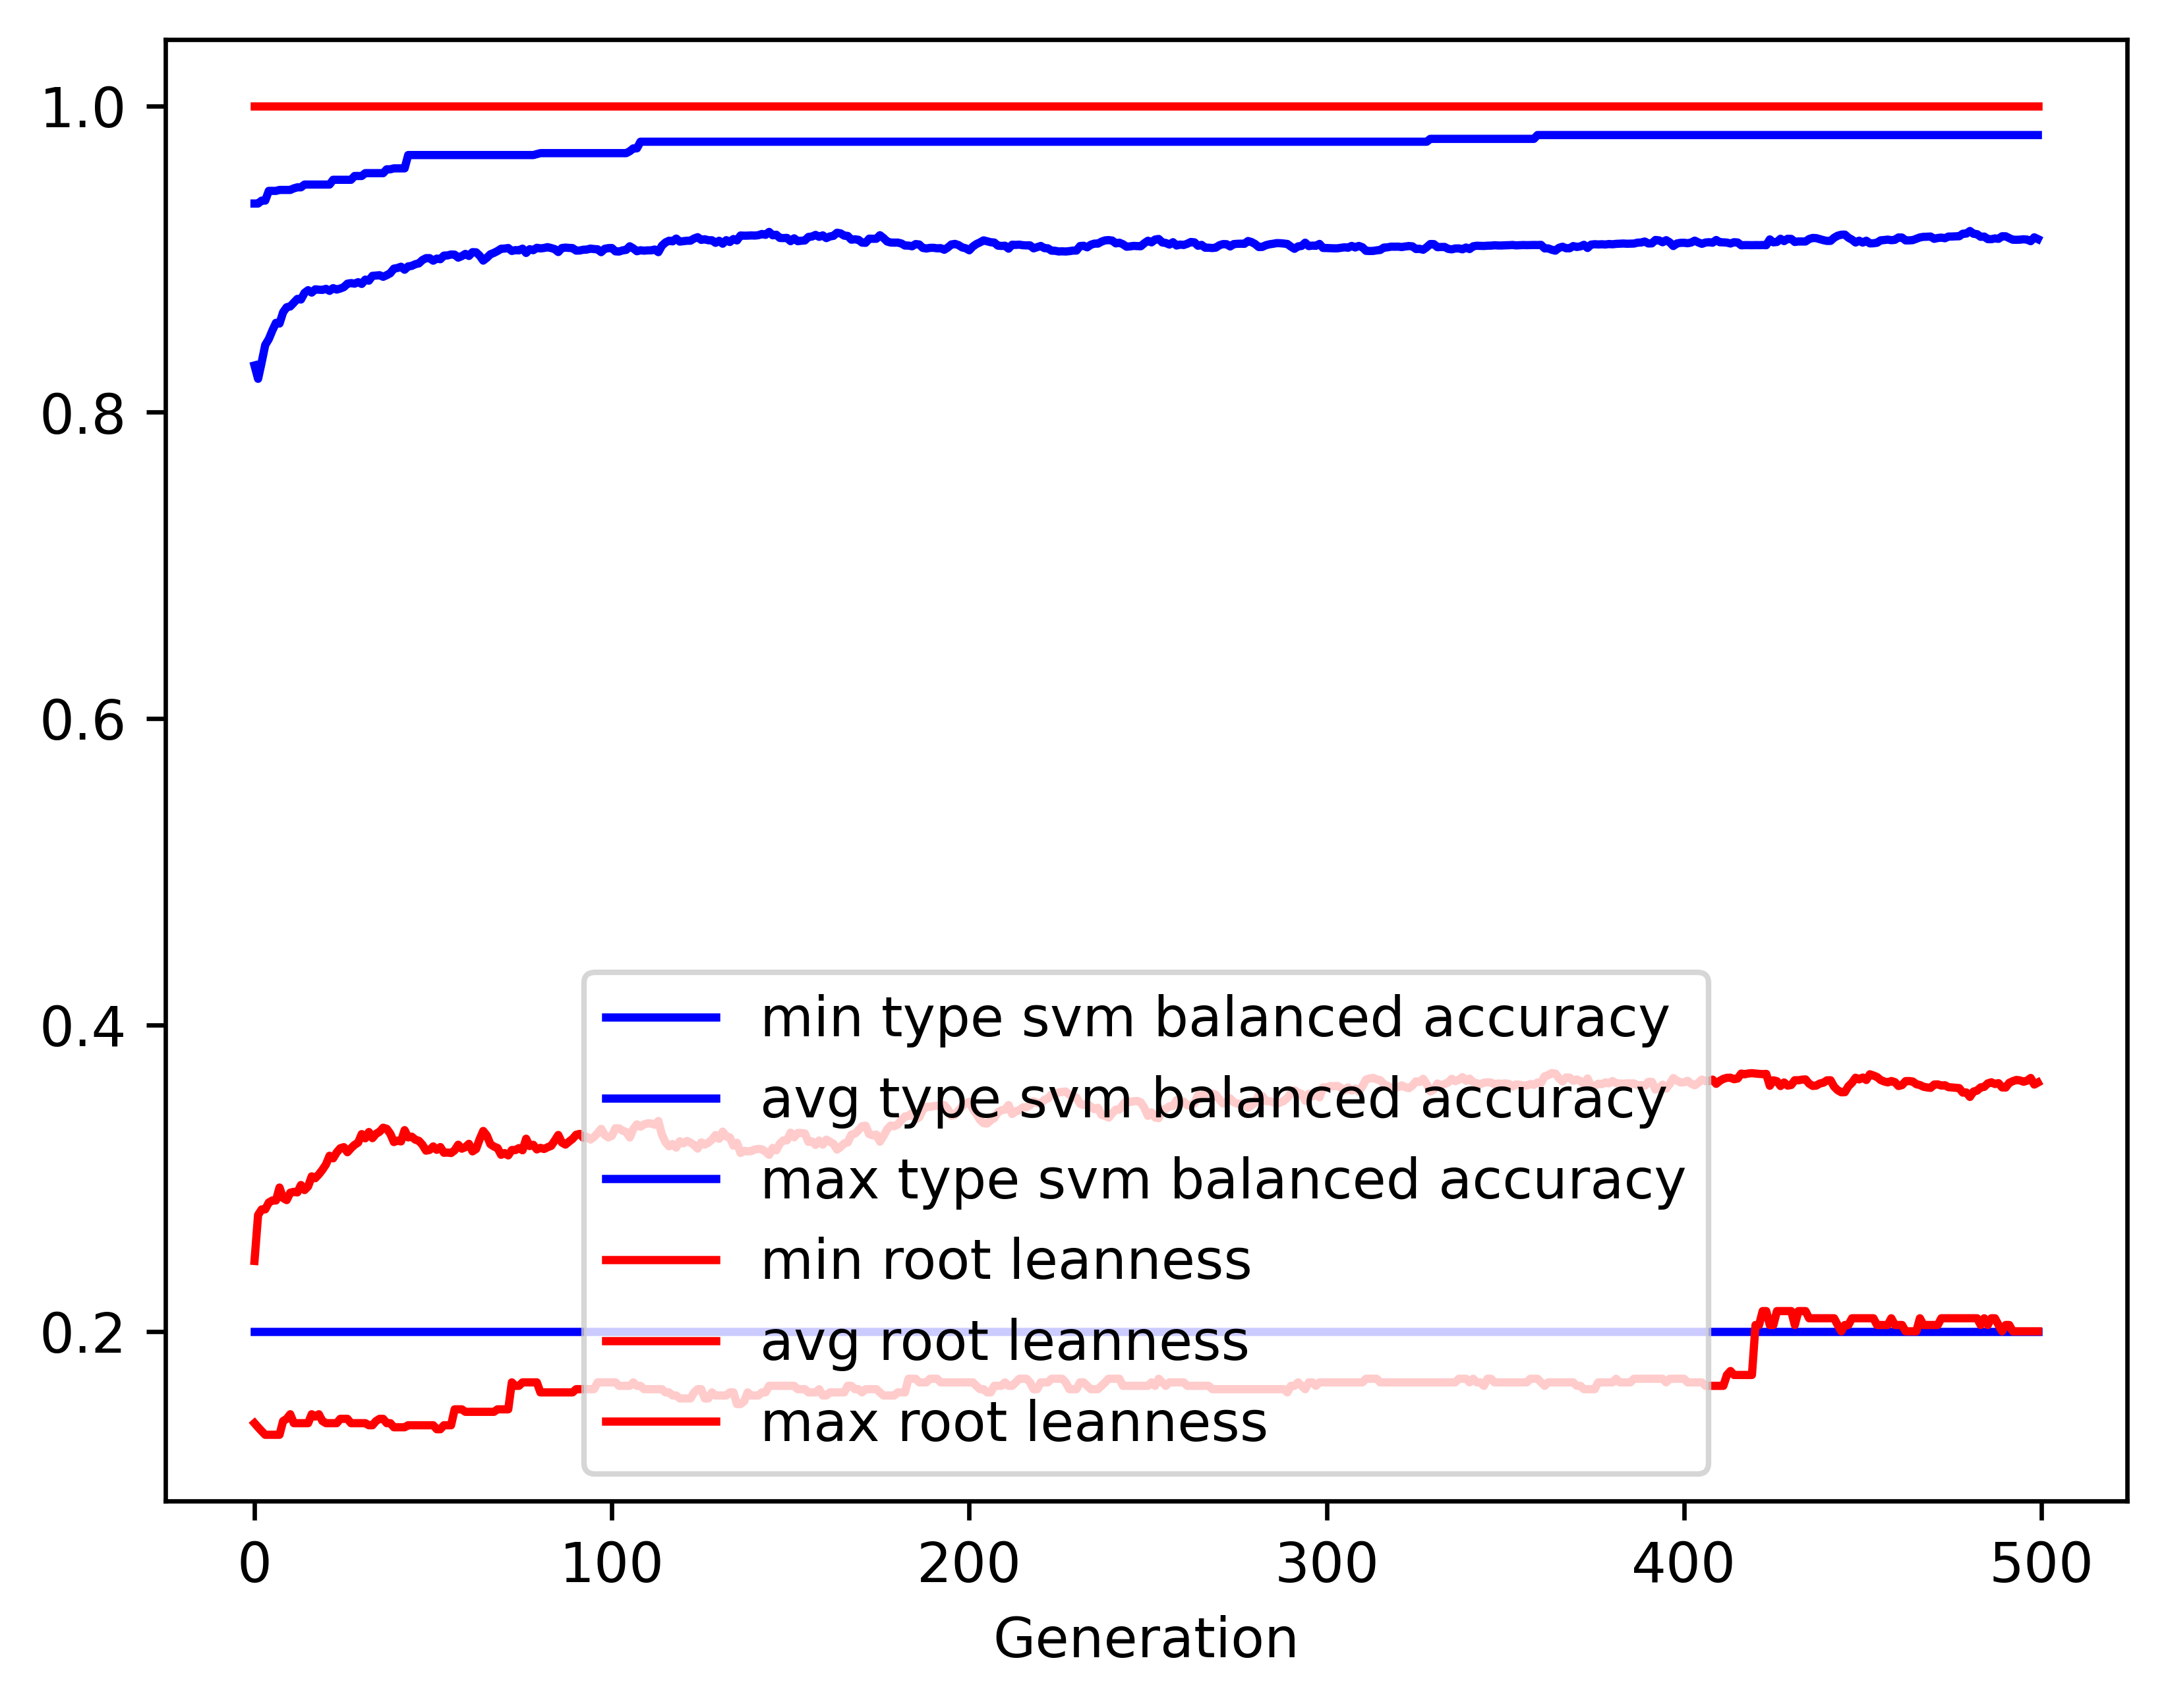 1.0
0.8
0.6
0.4
0.2
min type svm balanced accuracy
avg type svm balanced accuracy
max type svm balanced accuracy
min root leanness
avg root leanness
max root leanness
0 100 200 300 400 500
Generation